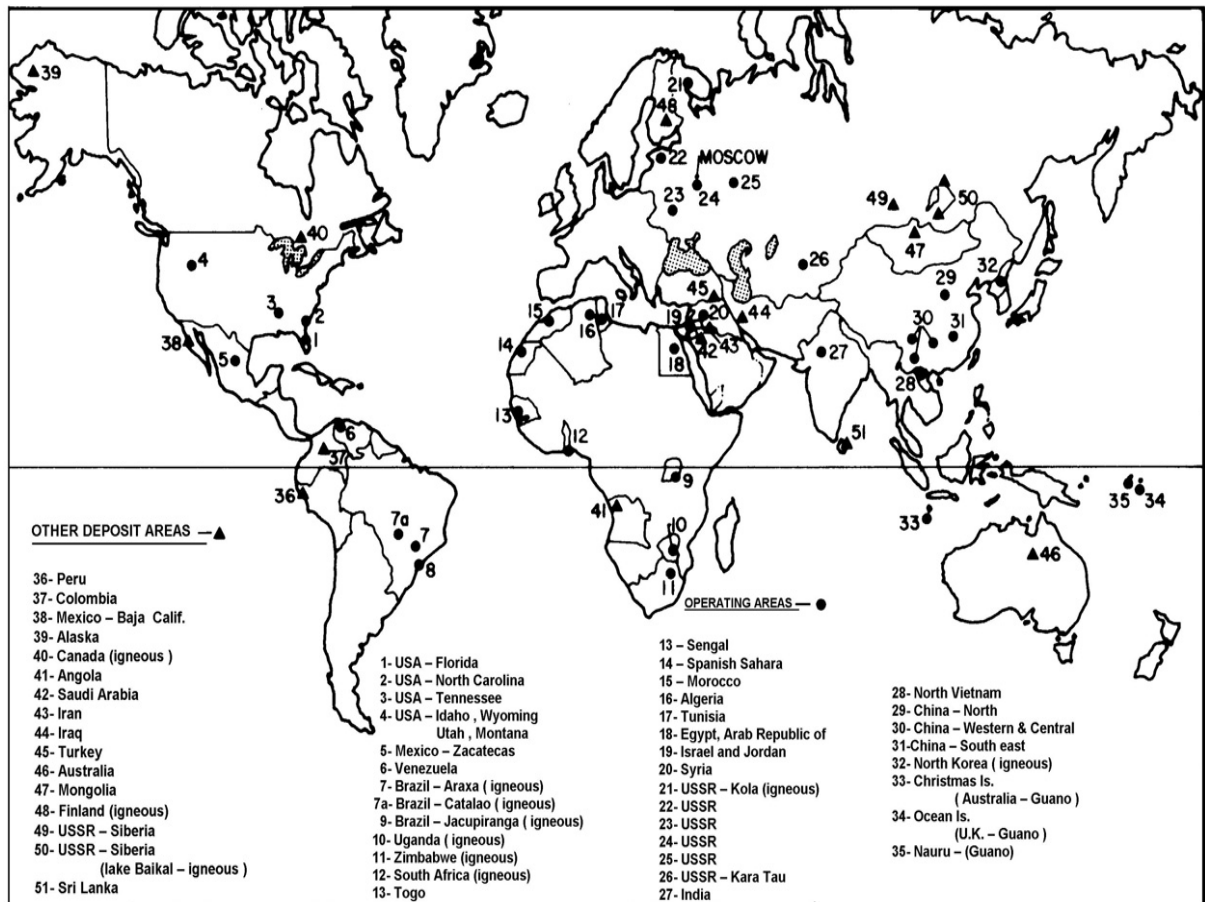 39
48
21
22
MOSCOW
23
24
25
49
50
40
47
4
26
32
45
29
3
2
15
17
16
19
20
44
30
31
38
1
5
14
18
42
43
27
28
13
12
6
51
37
36
9
35
34
41
33
7a
7
10
46
8
11
OTHER DEPOSIT AREAS
36- Peru
37- Colombia
38- Mexico – Baja Calif.
39- Alaska
40- Canada (igneous )
41- Angola
42- Saudi Arabia
43- Iran
44- Iraq
45- Turkey
46- Australia
47- Mongolia
48- Finland (igneous)
49- USSR – Siberia
50- USSR – Siberia
(lake Baikal – igneous )
51- Sri Lanka
OPERATING AREAS
1- USA – Florida
2- USA – North Carolina
3- USA – Tennessee
4- USA – Idaho , Wyoming
Utah , Montana
5- Mexico – Zacatecas
6- Venezuela
7- Brazil – Araxa ( igneous)
7a- Brazil – Catalao ( igneous)
9- Brazil – Jacupiranga ( igneous)
10- Uganda ( igneous)
11- Zimbabwe (igneous)
12- South Africa (igneous)
13- Togo
13 – Sengal
14 – Spanish Sahara
15 – Morocco
16- Algeria
17- Tunisia
18- Egypt, Arab Republic of
19- Israel and Jordan
20- Syria
21- USSR – Kola (igneous)
22- USSR
23- USSR
24- USSR
25- USSR
26- USSR – Kara Tau
27- India
28- North Vietnam
29- China – North
30- China – Western & Central
31-China – South east
32- North Korea ( igneous)
33- Christmas Is.
( Australia – Guano )
34- Ocean Is.
(U.K. – Guano )
35- Nauru – (Guano)